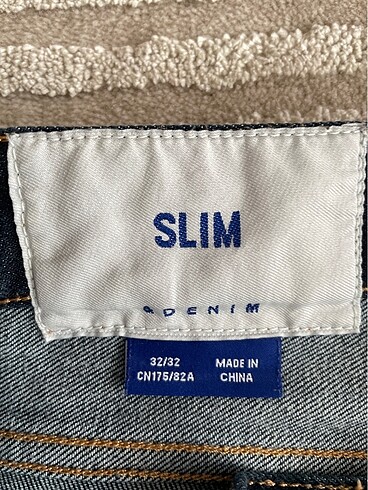 SLIM
&DENIM
32/32 MADE IN
CN175/82A CHINA